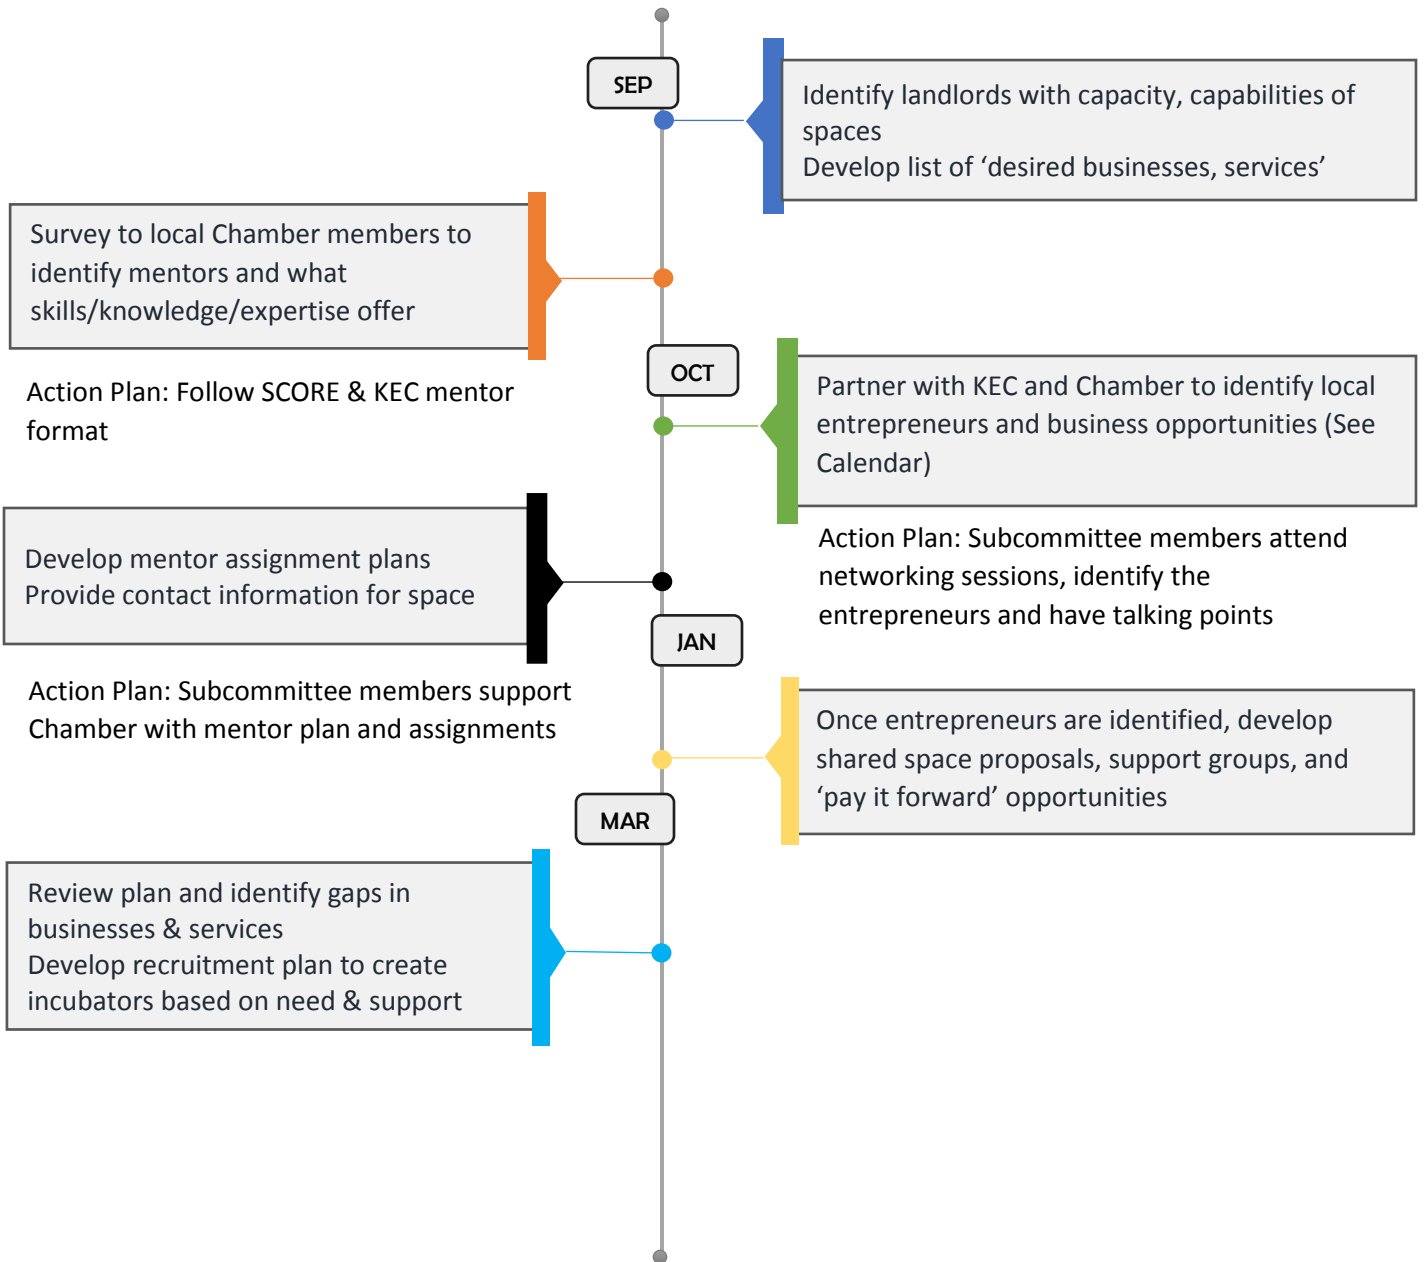 SEP
Identify landlords with capacity, capabilities of
spaces
Develop list of ‘desired businesses, services’
Survey to local Chamber members to
identify mentors and what
skills/knowledge/expertise offer
Action Plan: Follow SCORE & KEC mentor
format
OCT
Partner with KEC and Chamber to identify local
entrepreneurs and business opportunities (See
Calendar)
Action Plan: Subcommittee members attend
networking sessions, identify the
entrepreneurs and have talking points
Develop mentor assignment plans
Provide contact information for space
Action Plan: Subcommittee members support
Chamber with mentor plan and assignments
JAN
Once entrepreneurs are identified, develop
shared space proposals, support groups, and
‘pay it forward’ opportunities
MAR
Review plan and identify gaps in
businesses & services
Develop recruitment plan to create
incubators based on need & support